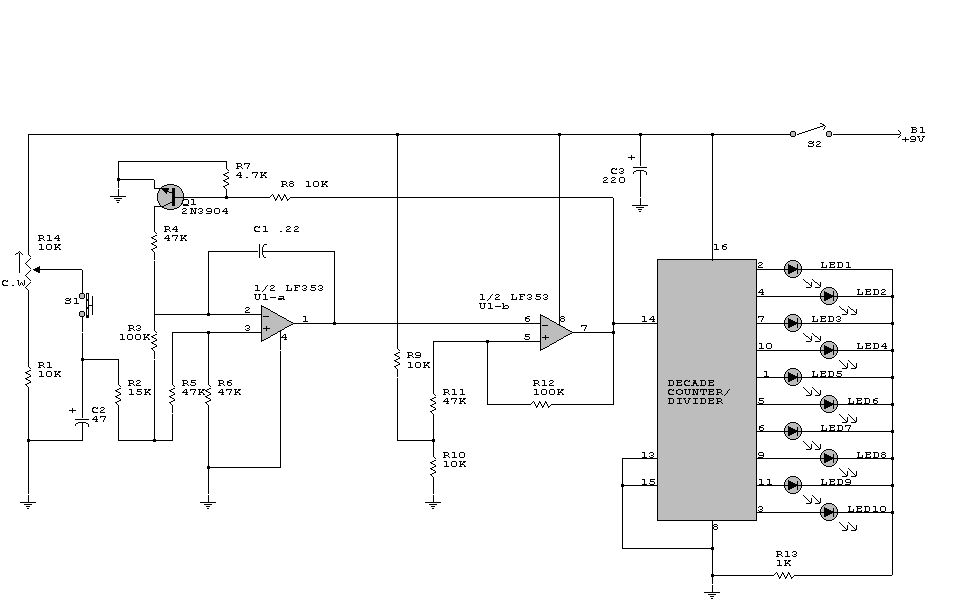 B1
+9V
S2
R7
4.7K
R8 10K
C3
220
+
Q1
2N3904
R14
10K
C.W
R4
47K
C1 .22
16
S1
1/2 LF353
U1-a
2
3
1
4
1/2 LF353
U1-b
6
5
8
7
14
R3
100K
R1
10K
R2
15K
R5
47K
R6
47K
+
C2
47
R9
10K
R11
47K
R12
100K
R10
10K
DECADE
COUNTER/
DIVIDER
13
15
8
2 LED1
4 LED2
7 LED3
10 LED4
1 LED5
5 LED6
6 LED7
9 LED8
11 LED9
3 LED10
R13
1K